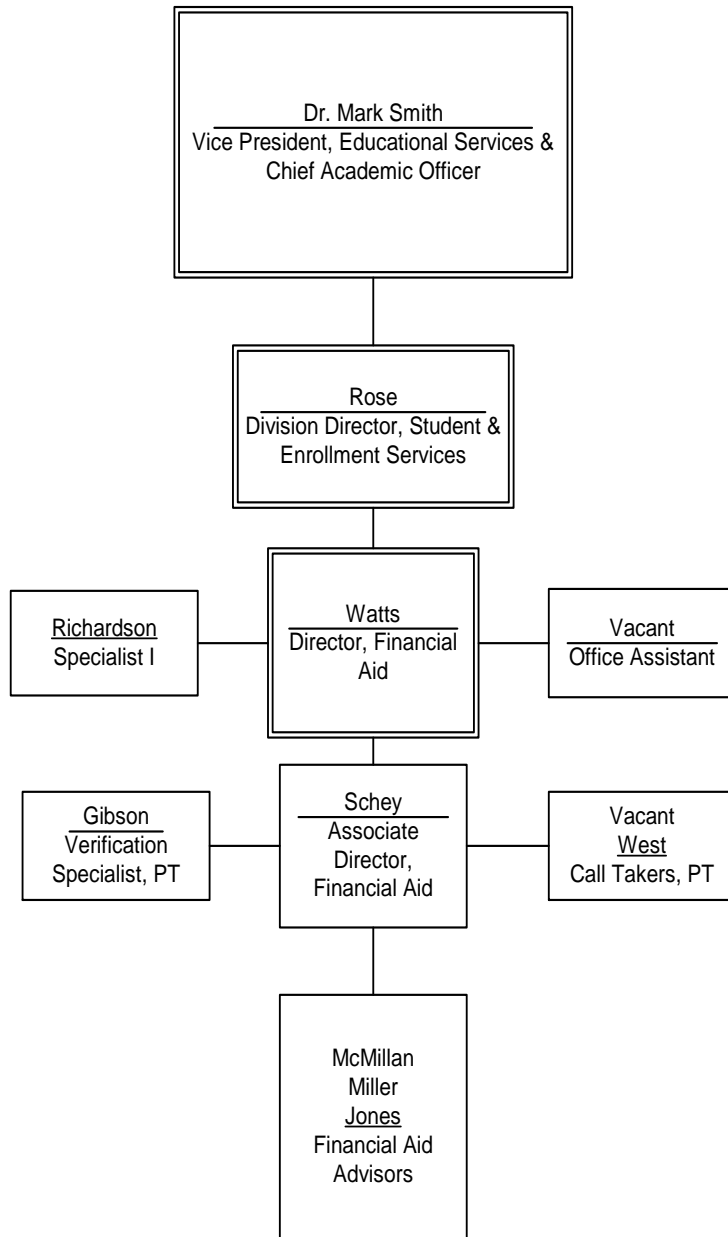 Dr. Mark Smith
Vice President, Educational Services &
Chief Academic Officer
Rose
Division Director, Student &
Enrollment Services
Richardson
Specialist I
Watts
Director, Financial
Aid
Vacant
Office Assistant
Gibson
Verification
Specialist, PT
Schey
Associate
Director,
Financial Aid
Vacant
West
Call Takers, PT
McMillan
Miller
Jones
Financial Aid
Advisors